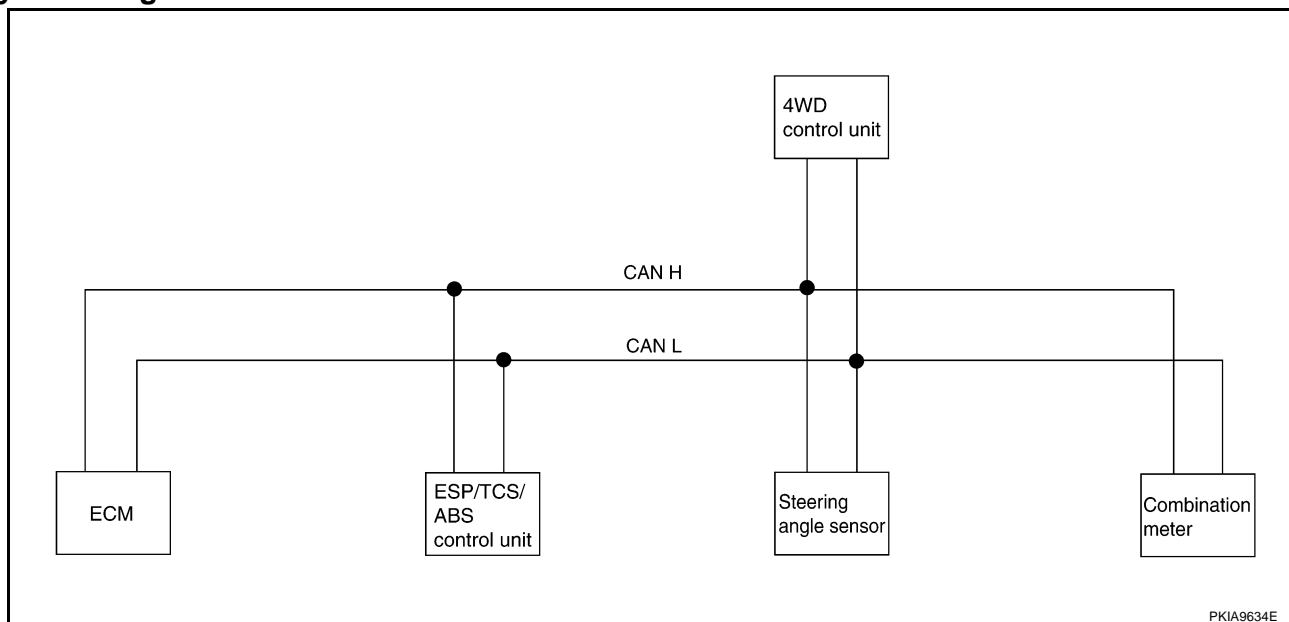 4WD
control unit
CAN H
CAN L
ECM
ESP/TCS/
ABS
control unit
Steering
angle sensor
Combination
meter
PKIA9634E